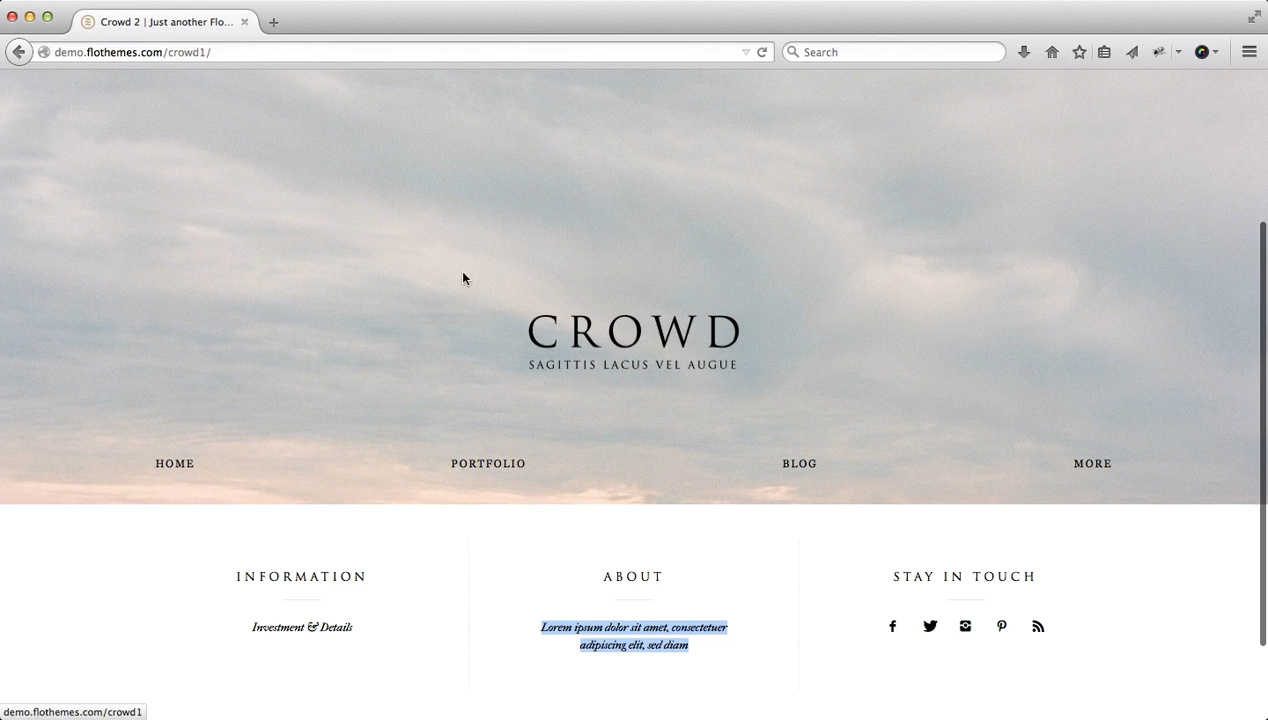 Crowd 2 | Just another Flo...
demo.flothemes.com/crowd1/
Search
CROWD
SAGITTIS LACUS VEL AUGUE
HOME PORTFOLIO BLOG MORE
INFORMATION
Investment & Details
ABOUT
Lorem ipsum dolor sit amet, consectetuer
adipiscing elit, sed diam
STAY IN TOUCH
demo.flothemes.com/crowd1